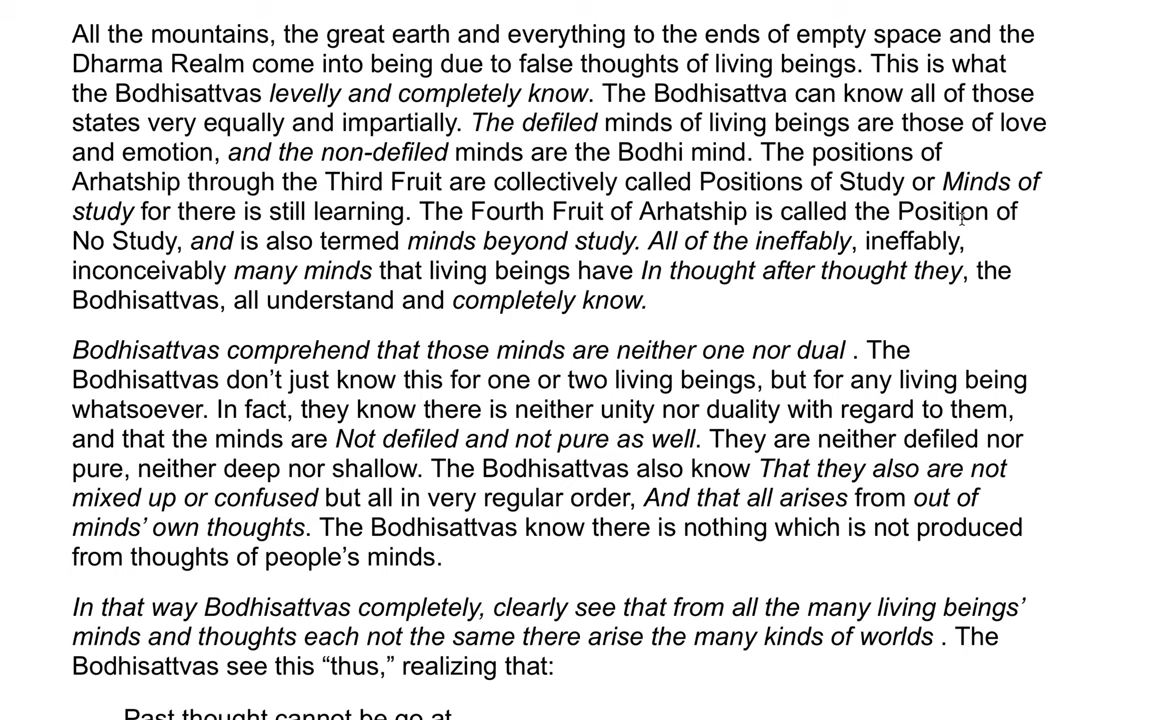 All the mountains, the great earth and everything to the ends of empty space and the
Dharma Realm come into being due to false thoughts of living beings. This is what
the Bodhisattvas levelly and completely know. The Bodhisattva can know all of those
states very equally and impartially. The defiled minds of living beings are those of love
and emotion, and the non-defiled minds are the Bodhi mind. The positions of
Arhatship through the Third Fruit are collectively called Positions of Study or Minds of
study for there is still learning. The Fourth Fruit of Arhatship is called the Position of
No Study, and is also termed minds beyond study. All of the ineffably, ineffably,
inconceivably many minds that living beings have In thought after thought they, the
Bodhisattvas, all understand and completely know.
Bodhisattvas comprehend that those minds are neither one nor dual . The
Bodhisattvas don’t just know this for one or two living beings, but for any living being
whatsoever. In fact, they know there is neither unity nor duality with regard to them,
and that the minds are Not defiled and not pure as well. They are neither defiled nor
pure, neither deep nor shallow. The Bodhisattvas also know That they also are not
mixed up or confused but all in very regular order, And that all arises from out of
minds’ own thoughts. The Bodhisattvas know there is nothing which is not produced
from thoughts of people’s minds.
In that way Bodhisattvas completely, clearly see that from all the many living beings’
minds and thoughts each not the same there arise the many kinds of worlds . The
Bodhisattvas see this “thus,” realizing that:
Past thought cannot be go at